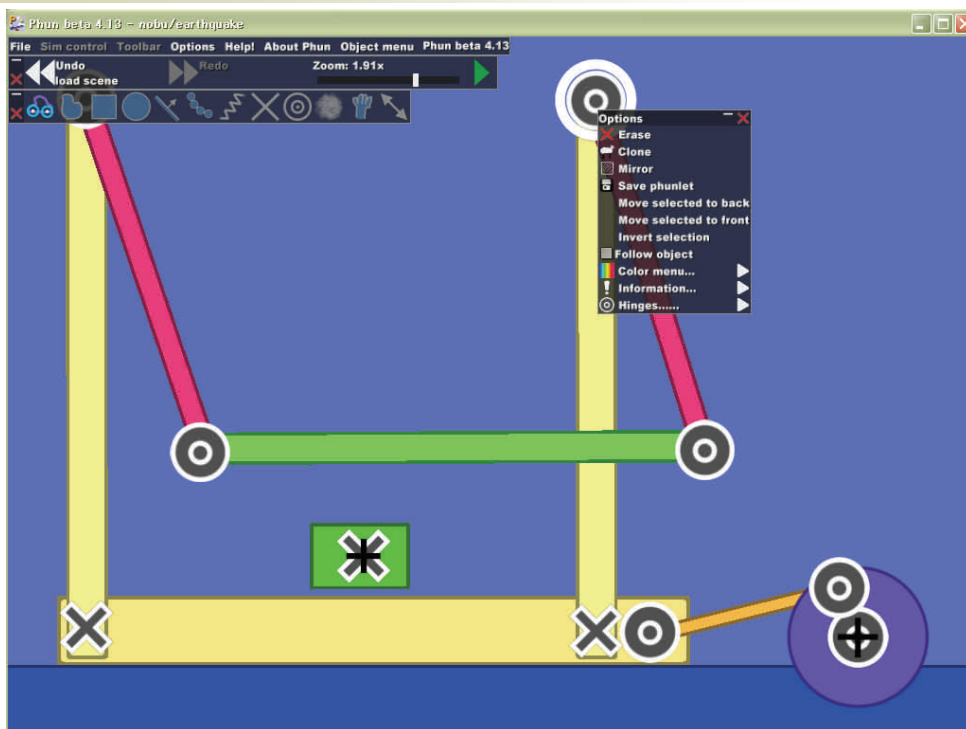 Phun beta 4.13 - nobu/earthquake
File Sim control Toolbar Options Help! About Phun Object menu Phun beta 4.13
Undo Redo Zoom: 1.91x
load scene
Options
Erase
Clone
Mirror
Save phunlet
Move selected to back
Move selected to front
Invert selection
Follow object
Color menu...
Information...
Hinges......